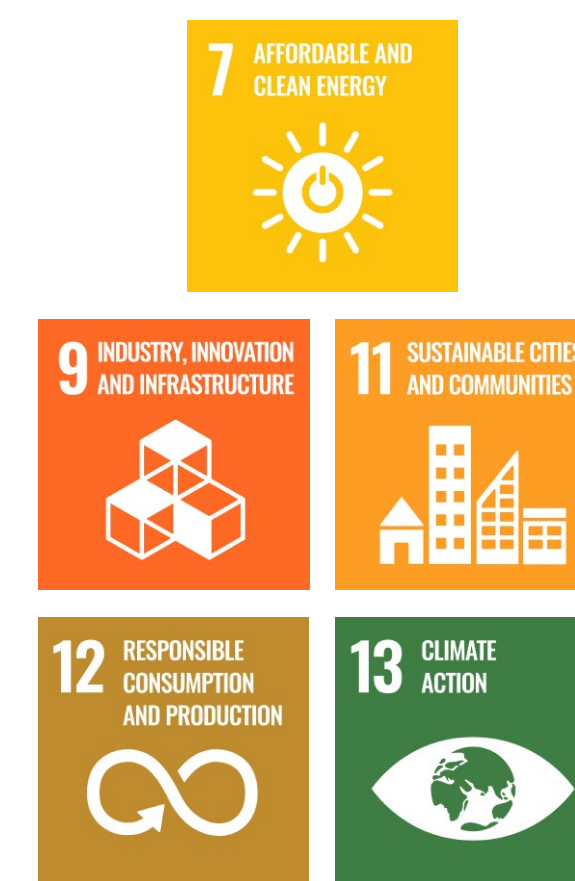 7 AFFORDABLE AND
CLEAN ENERGY
9 INDUSTRY, INNOVATION
AND INFRASTRUCTURE
11 SUSTAINABLE CITIES
AND COMMUNITIES
12 RESPONSIBLE
CONSUMPTION
AND PRODUCTION
13 CLIMATE
ACTION